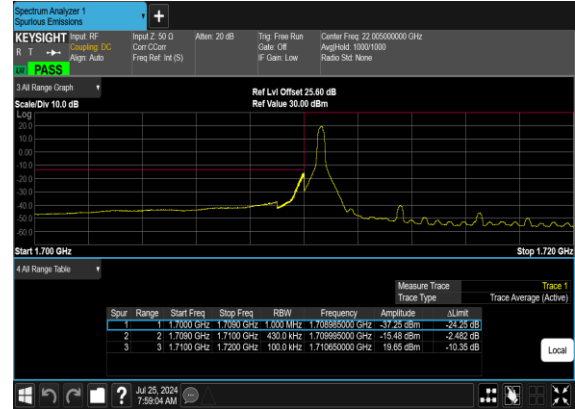 Spectrum Analyzer 1
Spurious Emissions
KEYSIGHT Input: RF Input Z: 50 Ω Atten: 20 dB Trig: Free Run Center Freq: 22.005000000 GHz
R T Coupling: DC Corr CCorr Gate: Off Avg|Hold: 1000/1000
Align: Auto Freq Ref: Int (S) IF Gain: Low Radio Std: None
PASS
3 All Range Graph Ref Lvl Offset 25.60 dB
Scale/Div 10.0 dB Ref Value 30.00 dBm
Log
20.0
10.0
0.00
-10.0
-20.0
-30.0
-40.0
-50.0
-60.0
Start 1.700 GHz Stop 1.720 GHz
4 All Range Table
Measure Trace Trace 1
Trace Type Trace Average (Active)
Spur Range Start Freq Stop Freq RBW Frequency Amplitude ΔLimit
1 1 1.7000 GHz 1.7090 GHz 1.000 MHz 1.708985000 GHz -37.25 dBm -24.25 dB
2 2 1.7090 GHz 1.7100 GHz 430.0 kHz 1.709995000 GHz -15.48 dBm -2.482 dB
3 3 1.7100 GHz 1.7200 GHz 100.0 kHz 1.710650000 GHz 19.65 dBm -10.35 dB
Local
Jul 25, 2024
7:59:04 AM